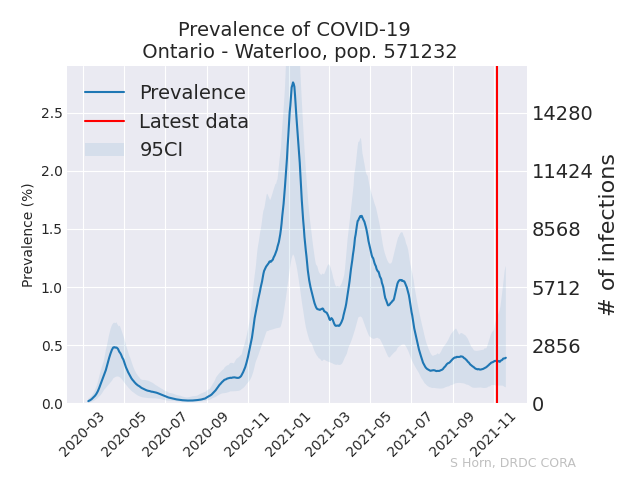 Prevalence of COVID-19
Ontario - Waterloo, pop. 571232
Prevalence
Latest data
95CI
Prevalence (%)
2.5
2.0
1.5
1.0
0.5
0.0
14280
11424
8568
5712
2856
0
# of infections
2020-03
2020-05
2020-07
2020-09
2020-11
2021-01
2021-03
2021-05
2021-07
2021-09
2021-11
S Horn, DRDC CORA